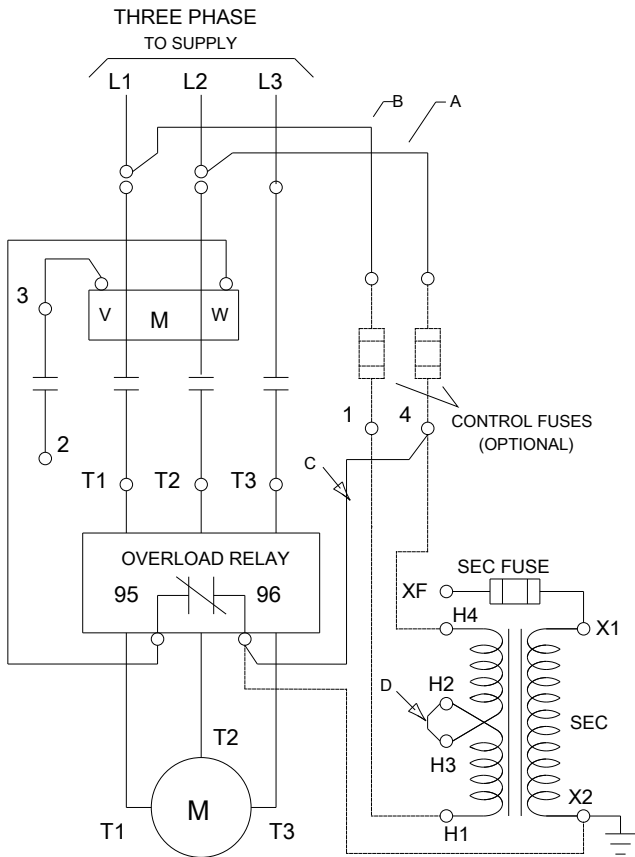 THREE PHASE
TO SUPPLY
L1 L2 L3
B A
3
V M W
2
1 4
CONTROL FUSES
(OPTIONAL)
T1 T2 T3
C
OVERLOAD RELAY
95 96
SEC FUSE
XF
H4 X1
D H2
SEC
H3
T2
M
T1 T3
H1 X2